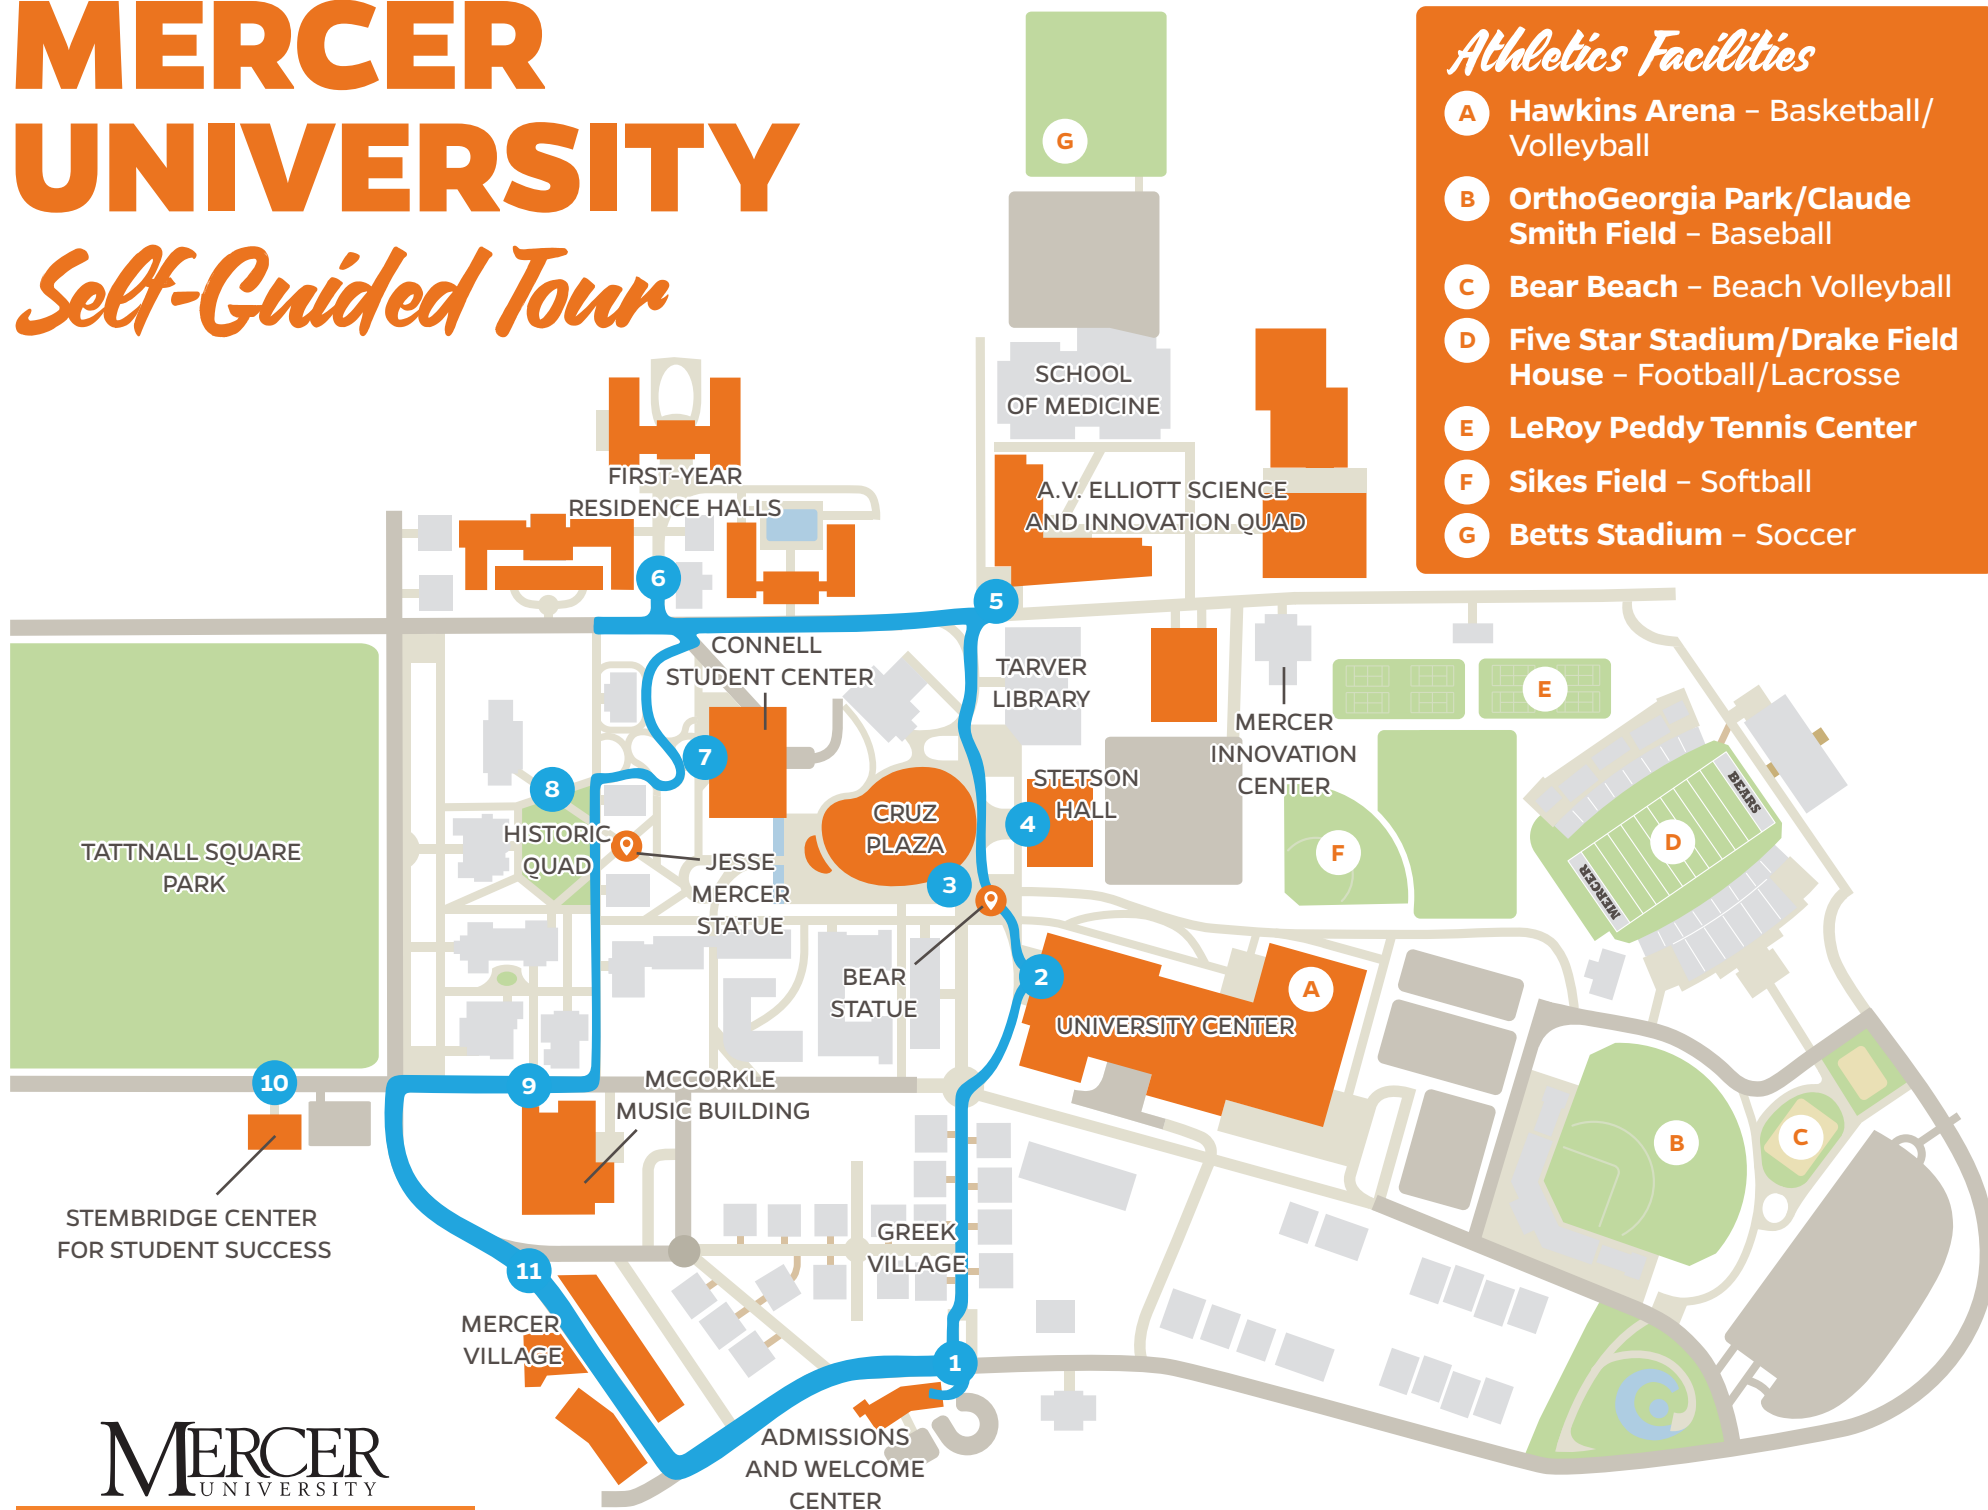 MERCER
UNIVERSITY
Self-Guided Tour
Athletics Facilities
A Hawkins Arena – Basketball/
Volleyball
B OrthoGeorgia Park/Claude
Smith Field – Baseball
C Bear Beach – Beach Volleyball
D Five Star Stadium/Drake Field
House – Football/Lacrosse
E LeRoy Peddy Tennis Center
F Sikes Field – Softball
G Betts Stadium – Soccer
G
SCHOOL
OF MEDICINE
FIRST-YEAR
RESIDENCE HALLS
A.V. ELLIOTT SCIENCE
AND INNOVATION QUAD
6
5
CONNELL
STUDENT CENTER
TARVER
LIBRARY
E
MERCER
INNOVATION
CENTER
7
8
STETSON
HALL
4
BEARS
D
MERCER
F
CRUZ
PLAZA
3
HISTORIC
QUAD
JESSE
MERCER
STATUE
TATTNALL SQUARE
PARK
BEAR
STATUE
2
A
UNIVERSITY CENTER
10
9
MCCORKLE
MUSIC BUILDING
B
C
STEMBRIDGE CENTER
FOR STUDENT SUCCESS
GREEK
VILLAGE
11
MERCER
VILLAGE
1
ADMISSIONS
AND WELCOME
CENTER
MERCER
UNIVERSITY